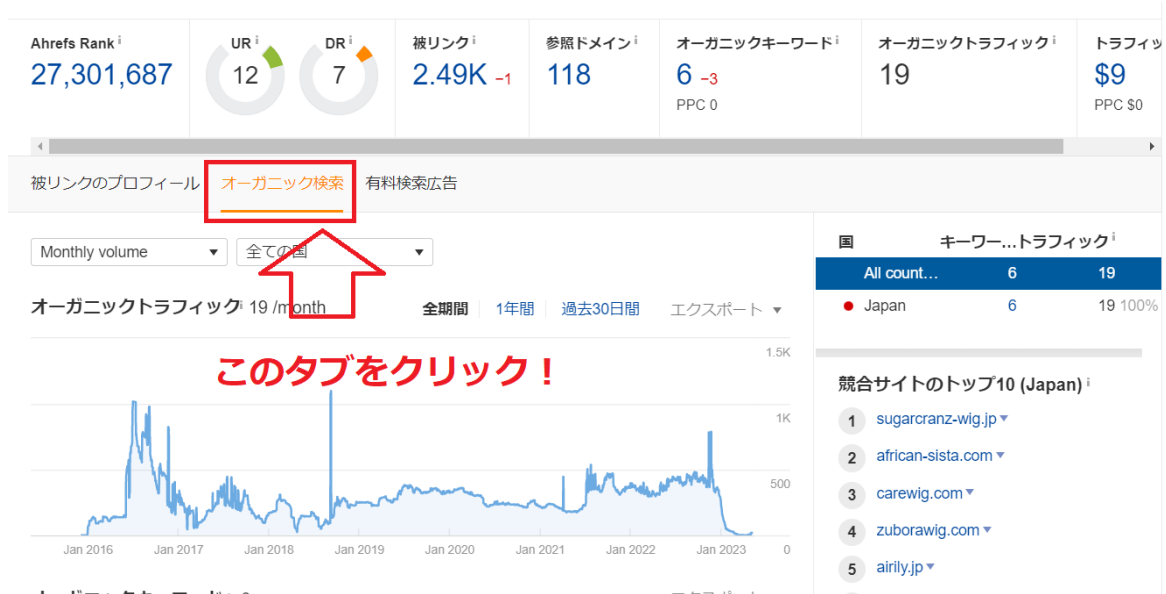 Ahrefs Rank i
27,301,687
UR i
12
DR i
7
被リンク i
2.49K -1
参照ドメイン i
118
オーガニックキーワード i
6 -3
PPC 0
オーガニックトラフィック i
19
トラフィッ
$9
PPC $0
被リンクのプロフィール オーガニック検索 有料検索広告
Monthly volume 全ての国
オーガニックトラフィック i 19 /month 全期間 1年間 過去30日間 エクスポート
このタブをクリック！
1.5K
1K
500
0
Jan 2016 Jan 2017 Jan 2018 Jan 2019 Jan 2020 Jan 2021 Jan 2022 Jan 2023
国 キーワー…トラフィック i
All count... 6 19
Japan 6 19 100%
競合サイトのトップ10 (Japan) i
1 sugarcranz-wig.jp
2 african-sista.com
3 carewig.com
4 zuborawig.com
5 airily.jp